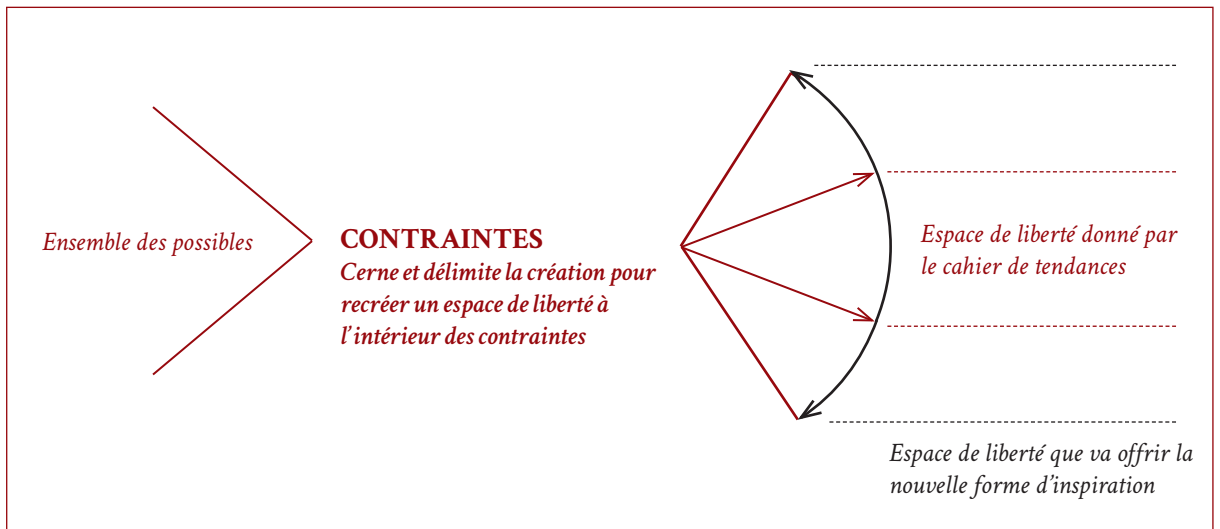 Ensemble des possibles
CONTRAINTES
Cerne et délimite la création pour
recréer un espace de liberté à
l’intérieur des contraintes
Espace de liberté donné par
le cahier de tendances
Espace de liberté que va offrir la
nouvelle forme d’inspiration